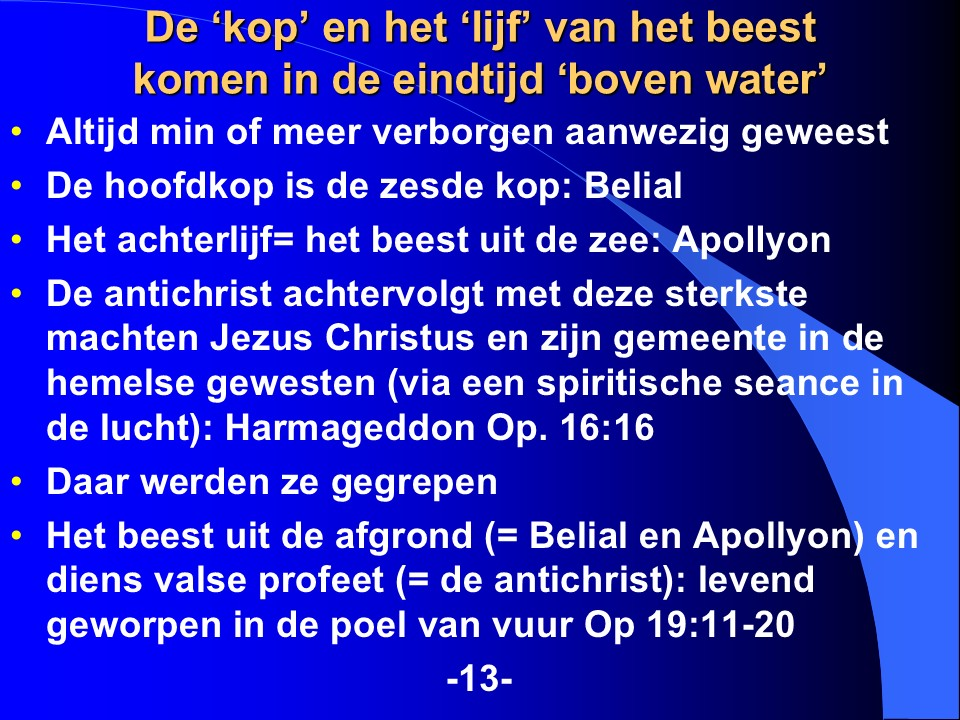 De ‘kop’ en het ‘lijf’ van het beest
komen in de eindtijd ‘boven water’
• Altijd min of meer verborgen aanwezig geweest
• De hoofdkop is de zesde kop: Belial
• Het achterlijf= het beest uit de zee: Apollyon
• De antichrist achtervolgt met deze sterkste
machten Jezus Christus en zijn gemeente in de
hemelse gewesten (via een spiritische seance in
de lucht): Harmageddon Op. 16:16
• Daar werden ze gegrepen
• Het beest uit de afgrond (= Belial en Apollyon) en
diens valse profeet (= de antichrist): levend
geworpen in de poel van vuur Op 19:11-20
-13-